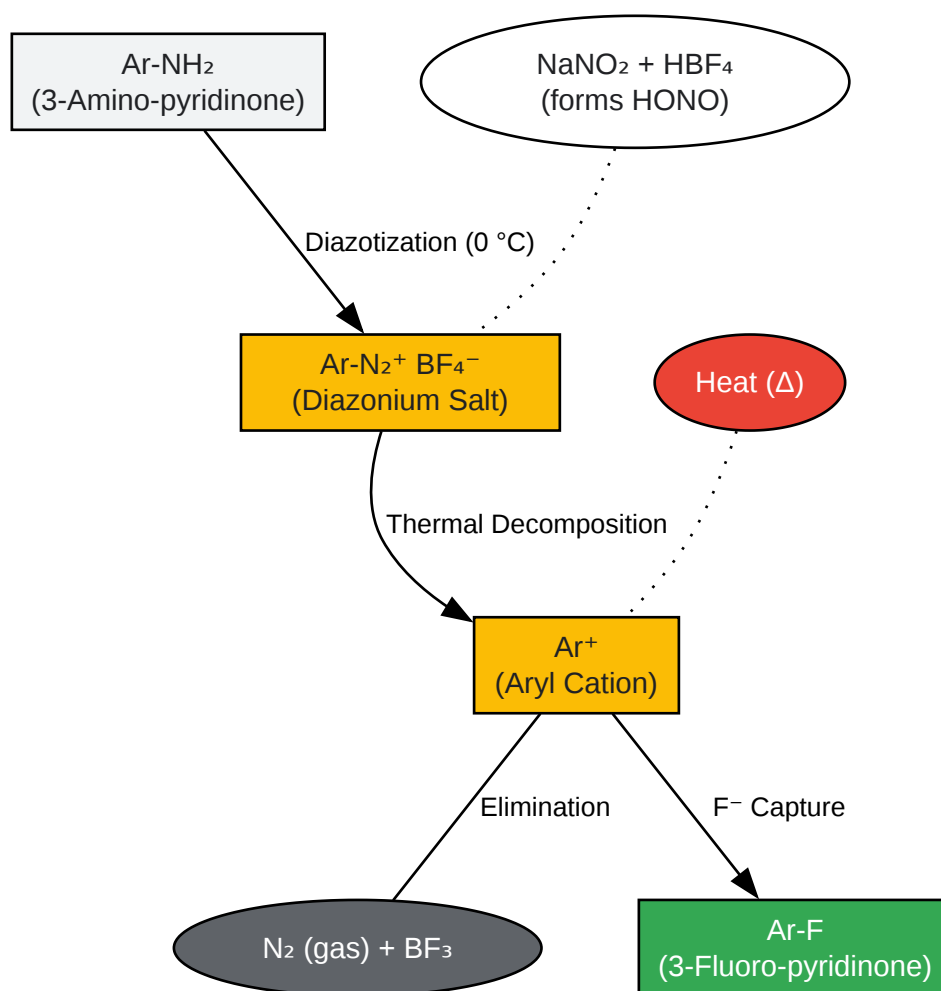 Ar-NH₂
(3-Amino-pyridinone)
NaNO₂ + HBF₄
(forms HONO)
Diazotization (0 °C)
Ar-N₂⁺ BF₄⁻
(Diazonium Salt)
Heat (Δ)
Thermal Decomposition
Ar⁺
(Aryl Cation)
Elimination
F⁻ Capture
N₂ (gas) + BF₃
Ar-F
(3-Fluoro-pyridinone)